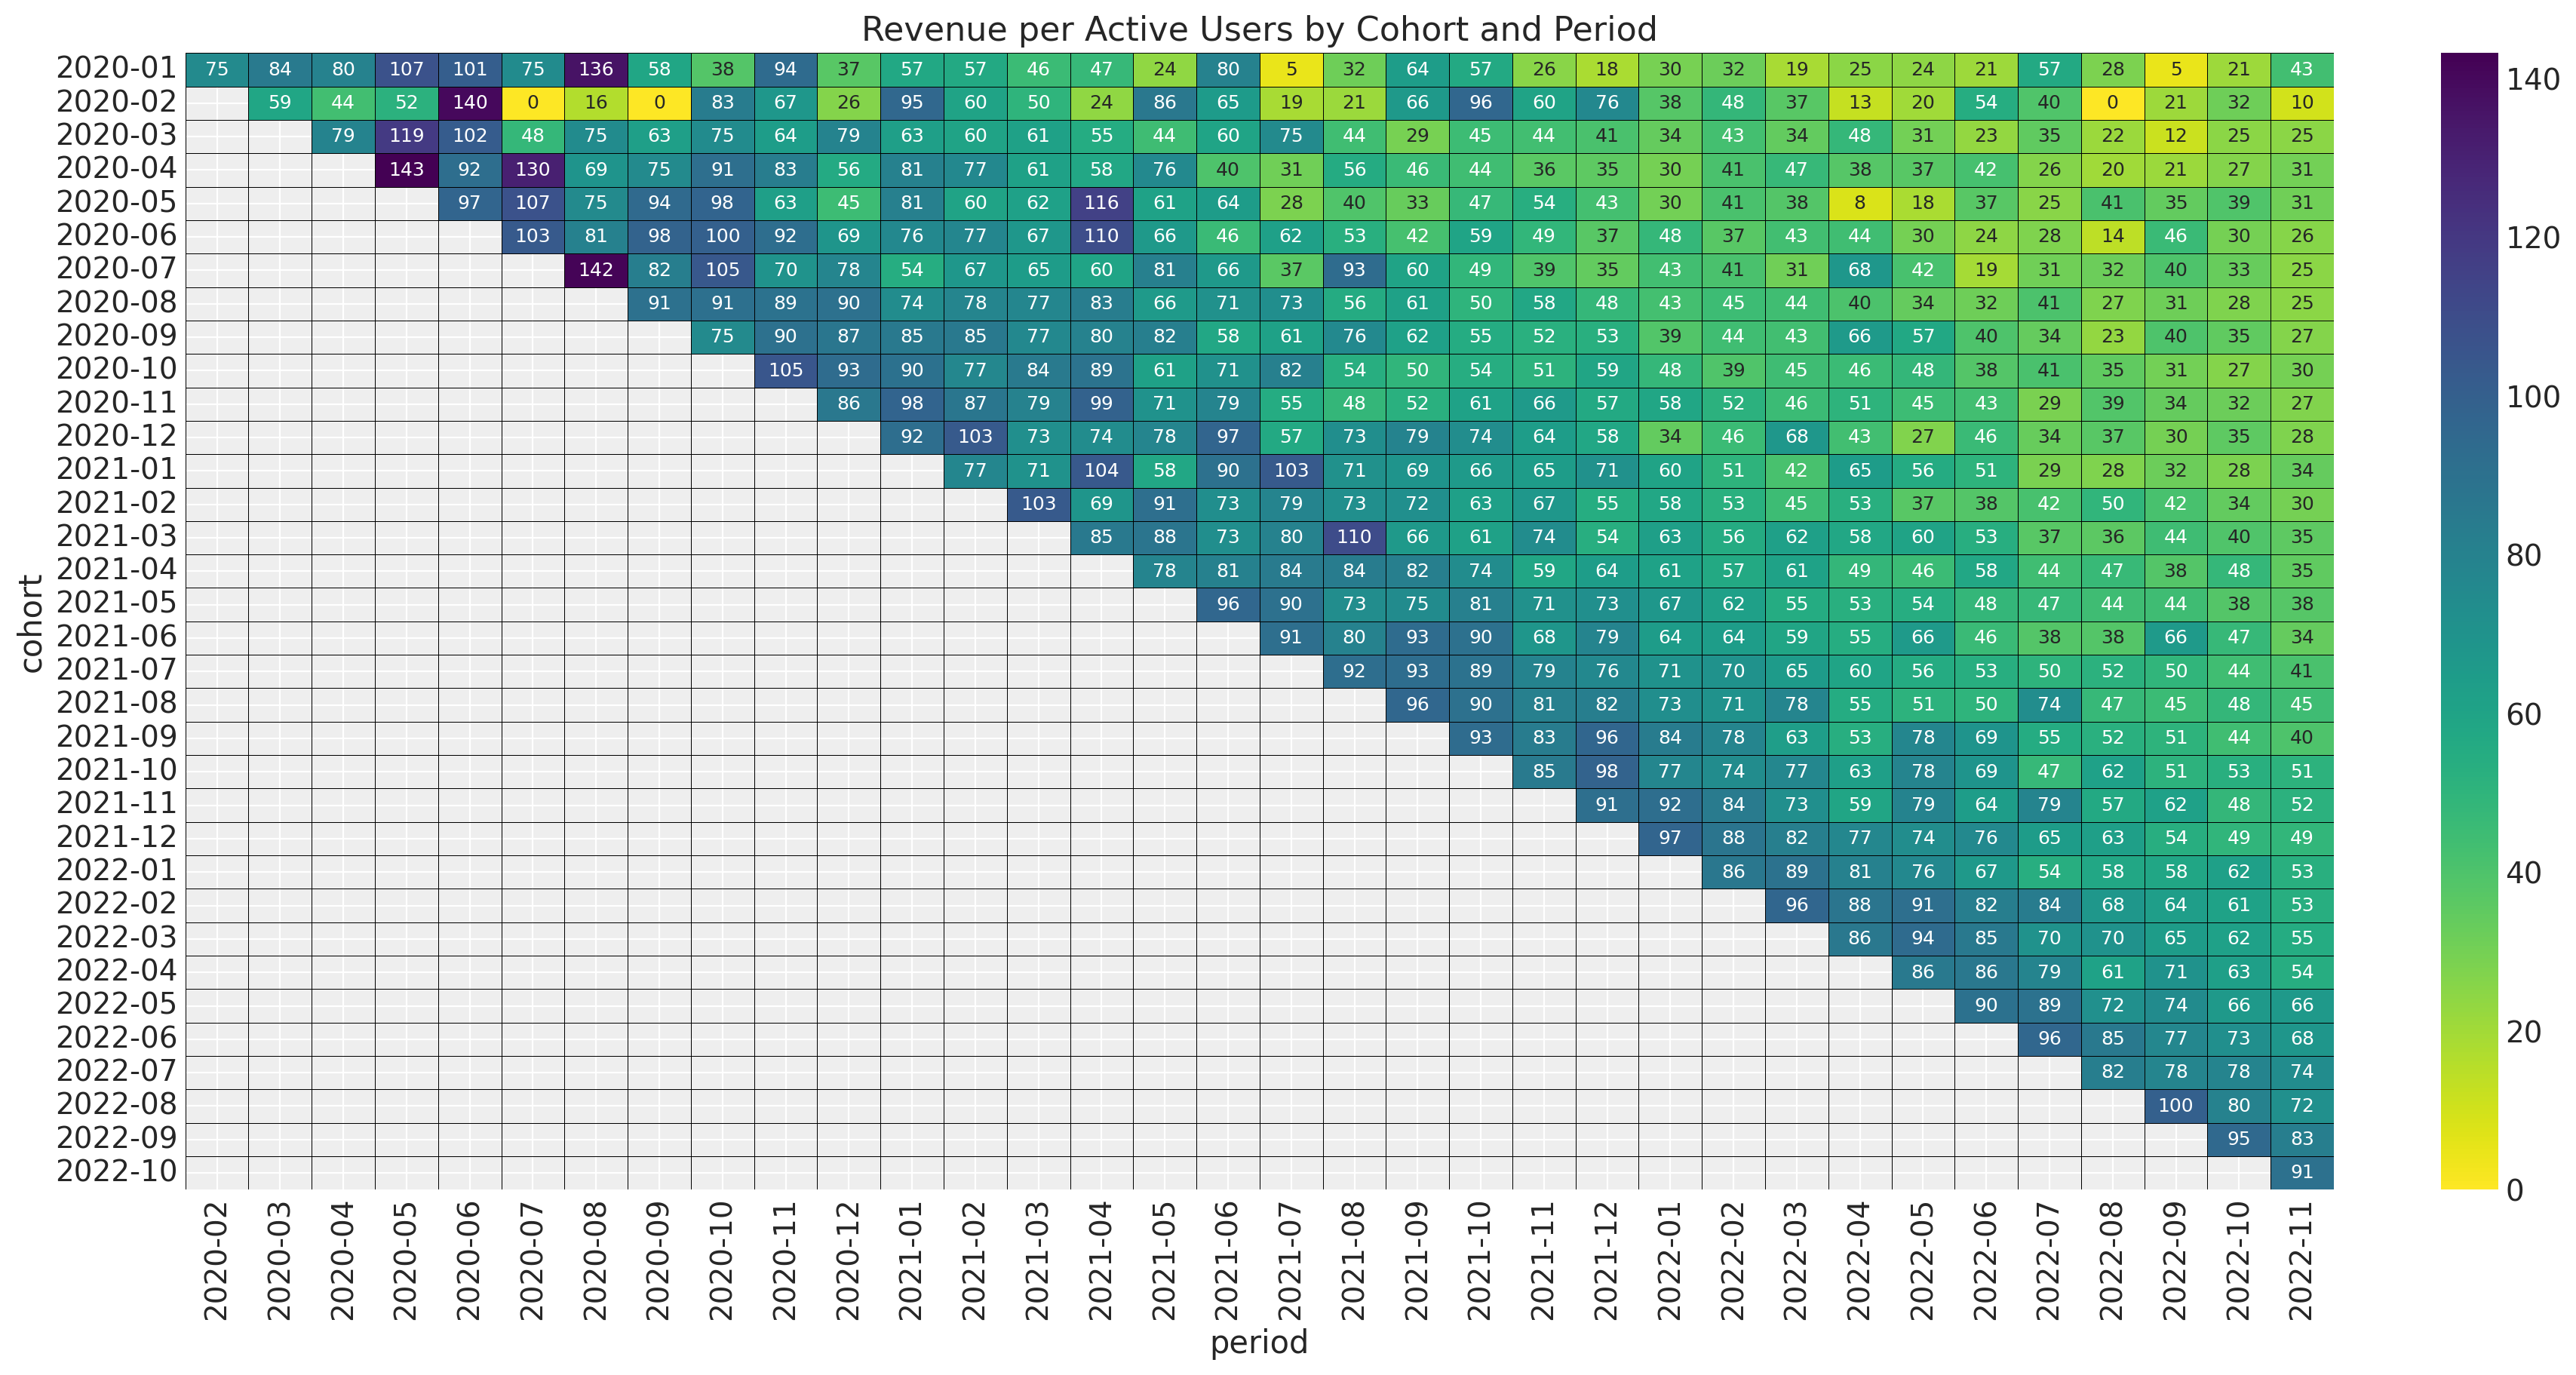 Revenue per Active Users by Cohort and Period
2020-01 75 84 80 107 101 75 136 58 38 94 37 57 57 46 47 24 80 5 32 64 57 26 18 30 32 19 25 24 21 57 28 5 21 43
2020-02 59 44 52 140 0 16 0 83 67 26 95 60 50 24 86 65 19 21 66 96 60 76 38 48 37 13 20 54 40 0 21 32 10
2020-03 79 119 102 48 75 63 75 64 79 63 60 61 55 44 60 75 44 29 45 44 41 34 43 34 48 31 23 35 22 12 25 25
2020-04 143 92 130 69 75 91 83 56 81 77 61 58 76 40 31 56 46 44 36 35 30 41 47 38 37 42 26 20 21 27 31
2020-05 97 107 75 94 98 63 45 81 60 62 116 61 64 28 40 33 47 54 43 30 41 38 8 18 37 25 41 35 39 31
2020-06 103 81 98 100 92 69 76 77 67 110 66 46 62 53 42 59 49 37 48 37 43 44 30 24 28 14 46 30 26
2020-07 142 82 105 70 78 54 67 65 60 81 66 37 93 60 49 39 35 43 41 31 68 42 19 31 32 40 33 25
2020-08 91 91 89 90 74 78 77 83 66 71 73 56 61 50 58 48 43 45 44 40 34 32 41 27 31 28 25
2020-09 75 90 87 85 85 77 80 82 58 61 76 62 55 52 53 39 44 43 66 57 40 34 23 40 35 27
2020-10 105 93 90 77 84 89 61 71 82 54 50 54 51 59 48 39 45 46 48 38 41 35 31 27 30
2020-11 86 98 87 79 99 71 79 55 48 52 61 66 57 58 52 46 51 45 43 29 39 34 32 27
2020-12 92 103 73 74 78 97 57 73 79 74 64 58 34 46 68 43 27 46 34 37 30 35 28
2021-01 77 71 104 58 90 103 71 69 66 65 71 60 51 42 65 56 51 29 28 32 28 34
2021-02 103 69 91 73 79 73 72 63 67 55 58 53 45 53 37 38 42 50 42 34 30
2021-03 85 88 73 80 110 66 61 74 54 63 56 62 58 60 53 37 36 44 40 35
2021-04 78 81 84 84 82 74 59 64 61 57 61 49 46 58 44 47 38 48 35
2021-05 96 90 73 75 81 71 73 67 62 55 53 54 48 47 44 44 38 38
2021-06 91 80 93 90 68 79 64 64 59 55 66 46 38 38 66 47 34
2021-07 92 93 89 79 76 71 70 65 60 56 53 50 52 50 44 41
2021-08 96 90 81 82 73 71 78 55 51 50 74 47 45 48 45
2021-09 93 83 96 84 78 63 53 78 69 55 52 51 44 40
2021-10 85 98 77 74 77 63 78 69 47 62 51 53 51
2021-11 91 92 84 73 59 79 64 79 57 62 48 52
2021-12 97 88 82 77 74 76 65 63 54 49 49
2022-01 86 89 81 76 67 54 58 58 62 53
2022-02 96 88 91 82 84 68 64 61 53
2022-03 86 94 85 70 70 65 62 55
2022-04 86 86 79 61 71 63 54
2022-05 90 89 72 74 66 66
2022-06 96 85 77 73 68
2022-07 82 78 78 74
2022-08 100 80 72
2022-09 95 83
2022-10 91
cohort
2020-02 2020-03 2020-04 2020-05 2020-06 2020-07 2020-08 2020-09 2020-10 2020-11 2020-12 2021-01 2021-02 2021-03 2021-04 2021-05 2021-06 2021-07 2021-08 2021-09 2021-10 2021-11 2021-12 2022-01 2022-02 2022-03 2022-04 2022-05 2022-06 2022-07 2022-08 2022-09 2022-10 2022-11
period
140
120
100
80
60
40
20
0